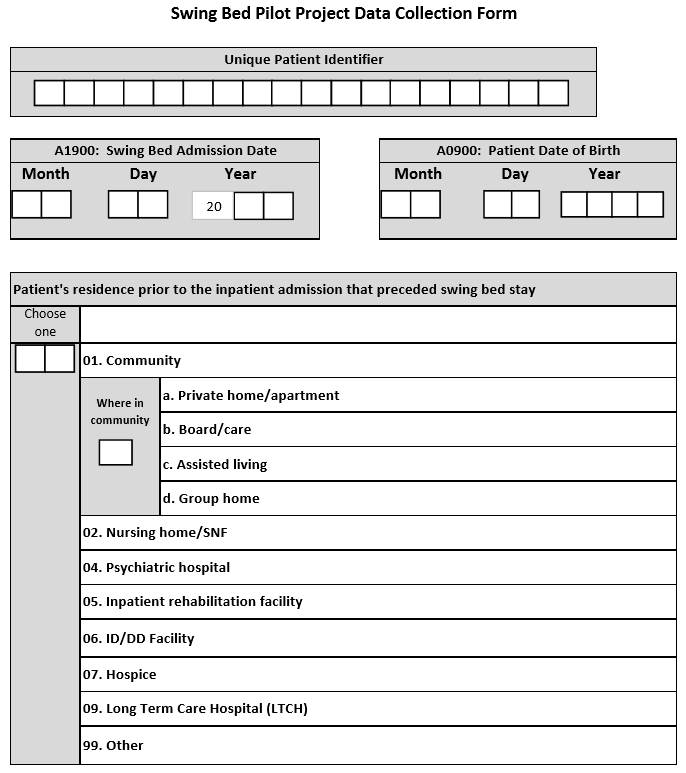 Swing Bed Pilot Project Data Collection Form
Unique Patient Identifier
A1900:  Swing Bed Admission Date
Month Day Year
20
A0900:  Patient Date of Birth
Month Day Year
Patient's residence prior to the inpatient admission that preceded swing bed stay
Choose
one
01. Community
Where in
community
a. Private home/apartment
b. Board/care
c. Assisted living
d. Group home
02. Nursing home/SNF
04. Psychiatric hospital
05. Inpatient rehabilitation facility
06. ID/DD Facility
07. Hospice
09. Long Term Care Hospital (LTCH)
99. Other